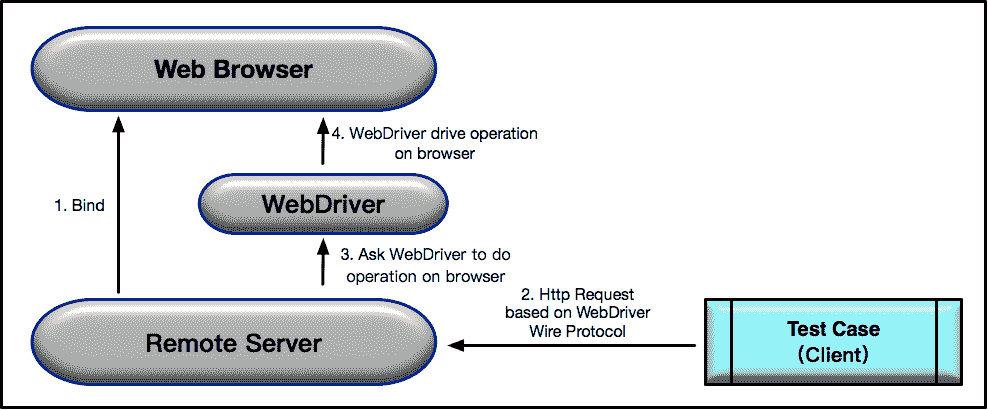 Web Browser
4. WebDriver drive operation
on browser
1. Bind
WebDriver
3. Ask WebDriver to do
operation on browser
2. Http Request
based on WebDriver
Wire Protocol
Remote Server
Test Case
(Client)